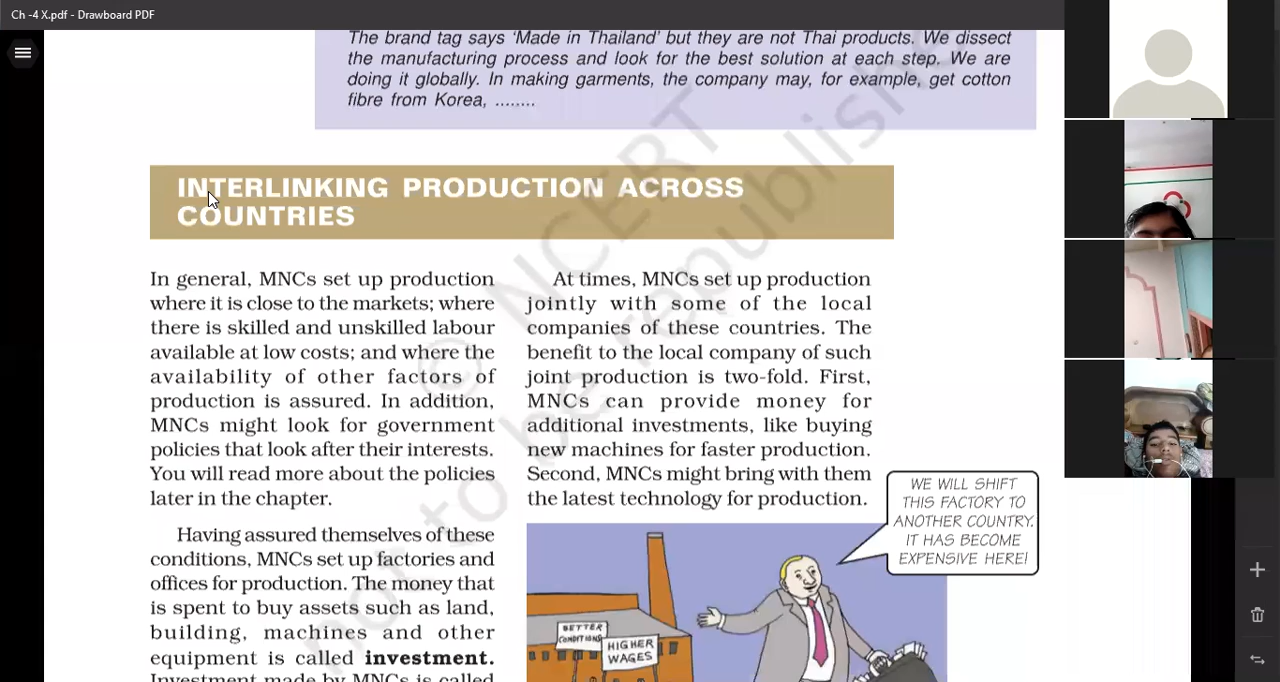 Ch -4 X.pdf - Drawboard PDF
The brand tag says ‘Made in Thailand’ but they are not Thai products. We dissect
the manufacturing process and look for the best solution at each step. We are
doing it globally. In making garments, the company may, for example, get cotton
fibre from Korea, ........
INTERLINKING PRODUCTION ACROSS
COUNTRIES
In general, MNCs set up production
where it is close to the markets; where
there is skilled and unskilled labour
available at low costs; and where the
availability of other factors of
production is assured. In addition,
MNCs might look for government
policies that look after their interests.
You will read more about the policies
later in the chapter.
Having assured themselves of these
conditions, MNCs set up factories and
offices for production. The money that
is spent to buy assets such as land,
building, machines and other
equipment is called investment.
Investment made by MNCs is called
At times, MNCs set up production
jointly with some of the local
companies of these countries. The
benefit to the local company of such
joint production is two-fold. First,
MNCs can provide money for
additional investments, like buying
new machines for faster production.
Second, MNCs might bring with them
the latest technology for production.
WE WILL SHIFT
THIS FACTORY TO
ANOTHER COUNTRY.
IT HAS BECOME
EXPENSIVE HERE!
BETTER
CONDITIONS
HIGHER
WAGES
© NCERT
not to be republishe